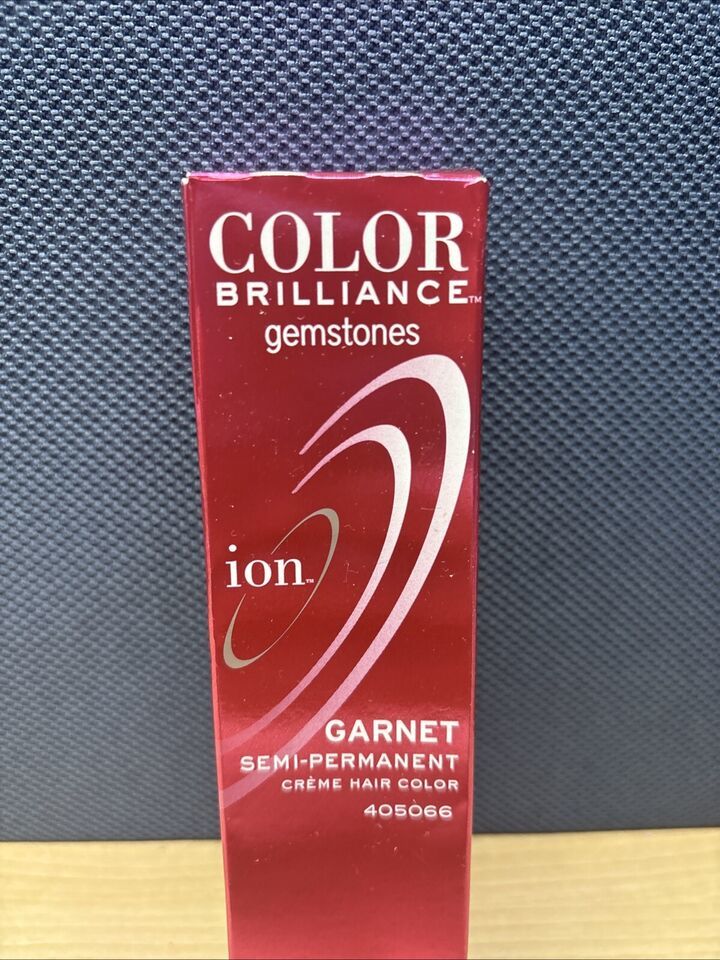 COLOR
BRILLIANCE™
gemstones
ion™
GARNET
SEMI-PERMANENT
CRÈME HAIR COLOR
405066